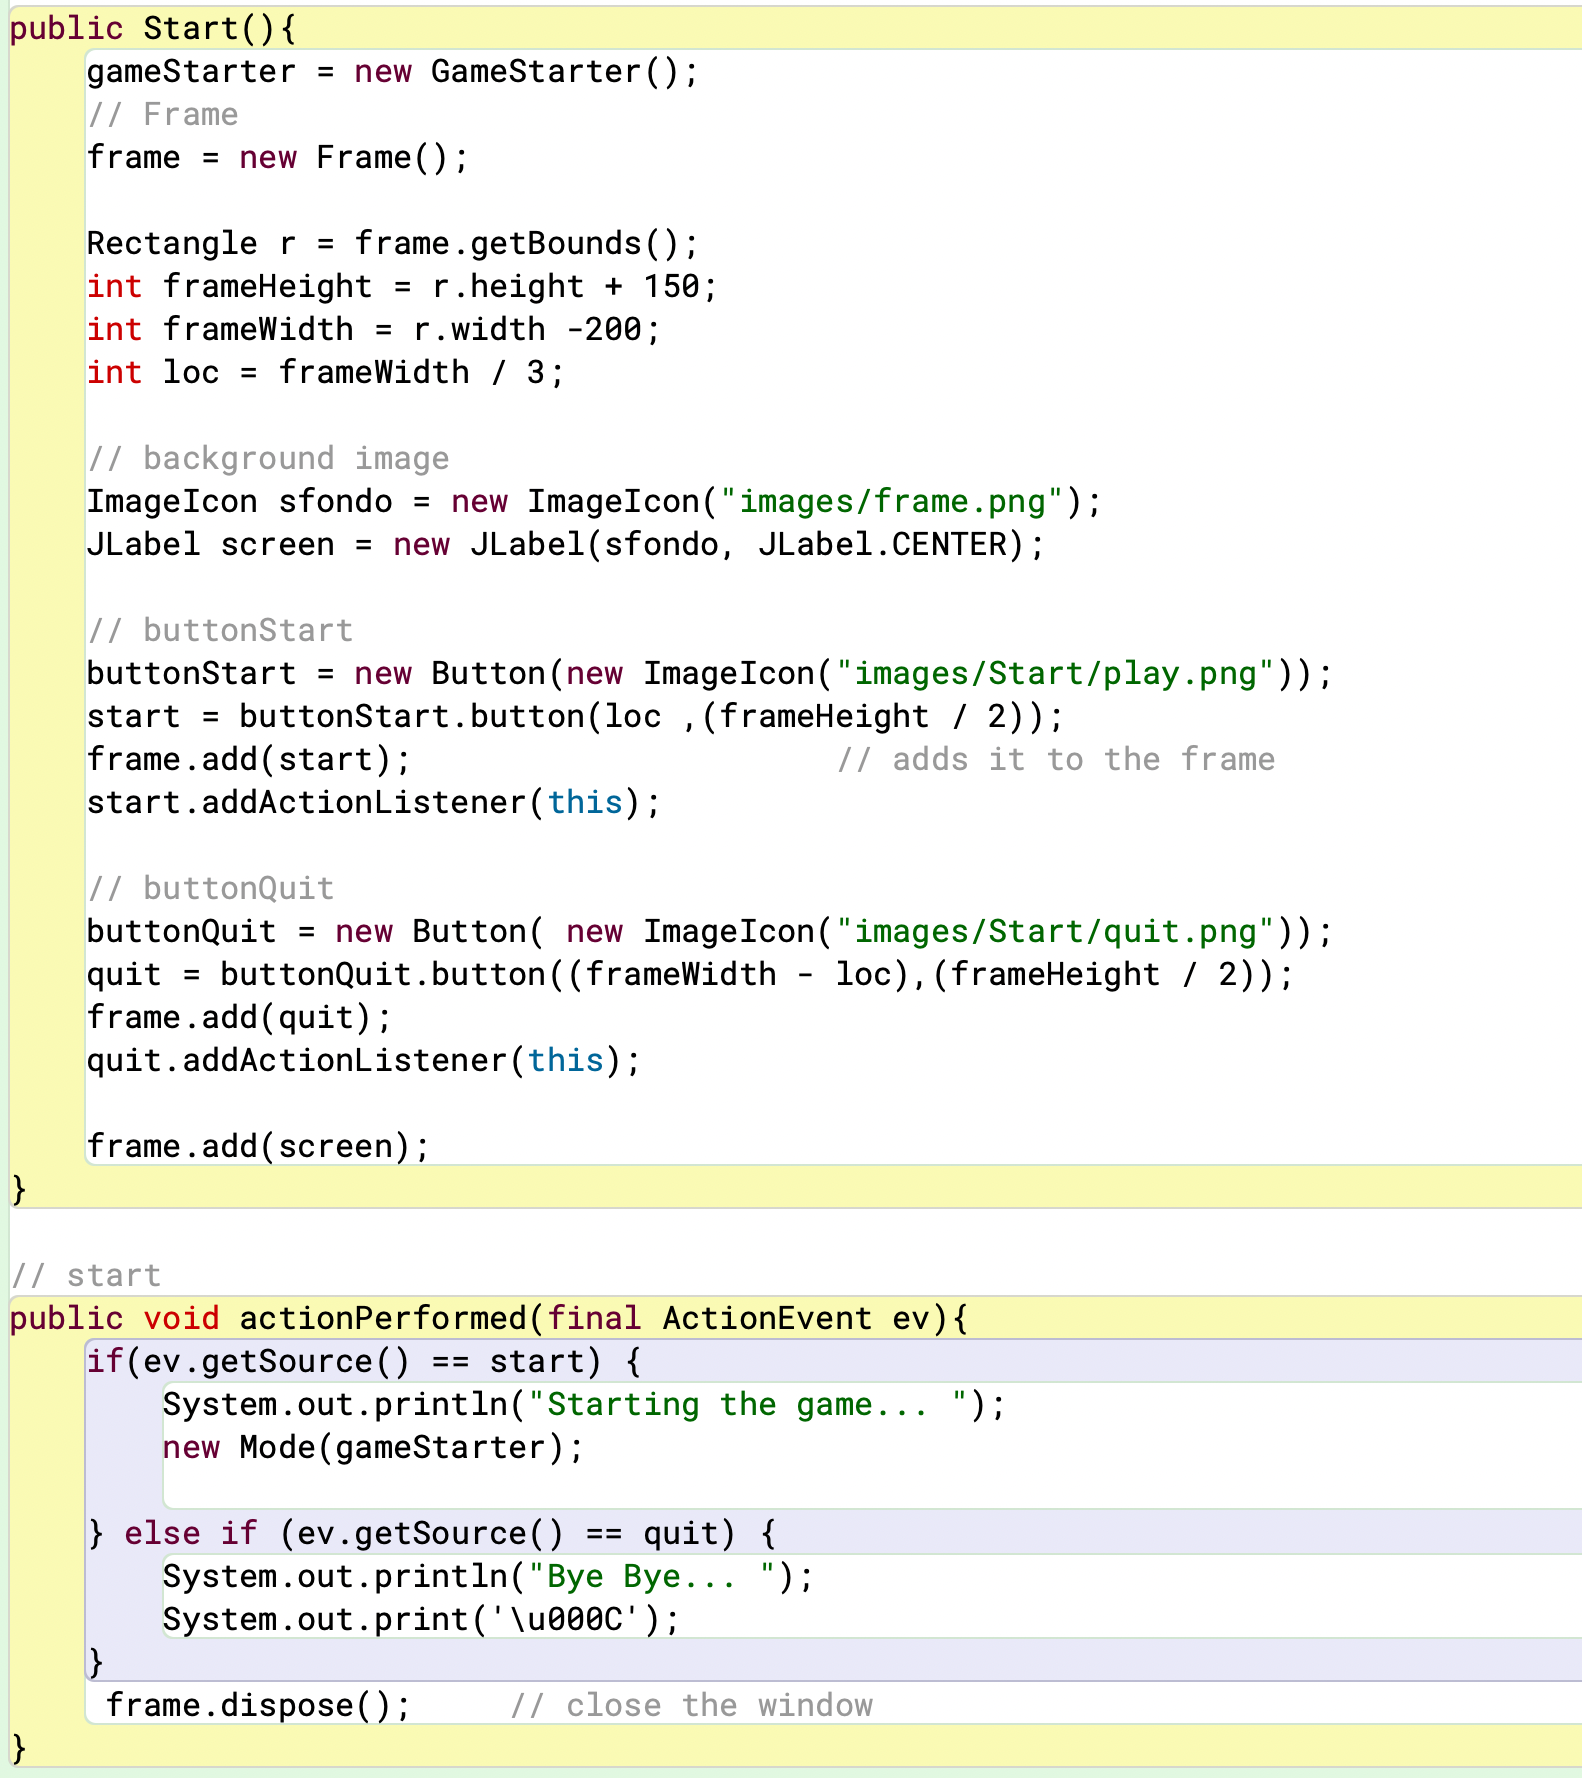 public Start(){
gameStarter = new GameStarter();
// Frame
frame = new Frame();
Rectangle r = frame.getBounds();
int frameHeight = r.height + 150;
int frameWidth = r.width -200;
int loc = frameWidth / 3;
// background image
ImageIcon sfondo = new ImageIcon("images/frame.png");
JLabel screen = new JLabel(sfondo, JLabel.CENTER);
// buttonStart
buttonStart = new Button(new ImageIcon("images/Start/play.png"));
start = buttonStart.button(loc ,(frameHeight / 2));
frame.add(start); // adds it to the frame
start.addActionListener(this);
// buttonQuit
buttonQuit = new Button( new ImageIcon("images/Start/quit.png"));
quit = buttonQuit.button((frameWidth - loc),(frameHeight / 2));
frame.add(quit);
quit.addActionListener(this);
frame.add(screen);
}
// start
public void actionPerformed(final ActionEvent ev){
if(ev.getSource() == start) {
System.out.println("Starting the game... ");
new Mode(gameStarter);
} else if (ev.getSource() == quit) {
System.out.println("Bye Bye... ");
System.out.print('\u000C');
}
frame.dispose(); // close the window
}